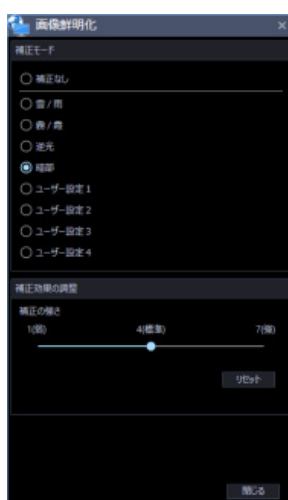 画像鮮明化
補正モード
補正なし
雪 / 雨
霧 / 靄
逆光
暗部
ユーザー設定 1
ユーザー設定 2
ユーザー設定 3
ユーザー設定 4
補正効果の調整
補正の強さ
1(弱) 4(標準) 7(強)
リセット
閉じる